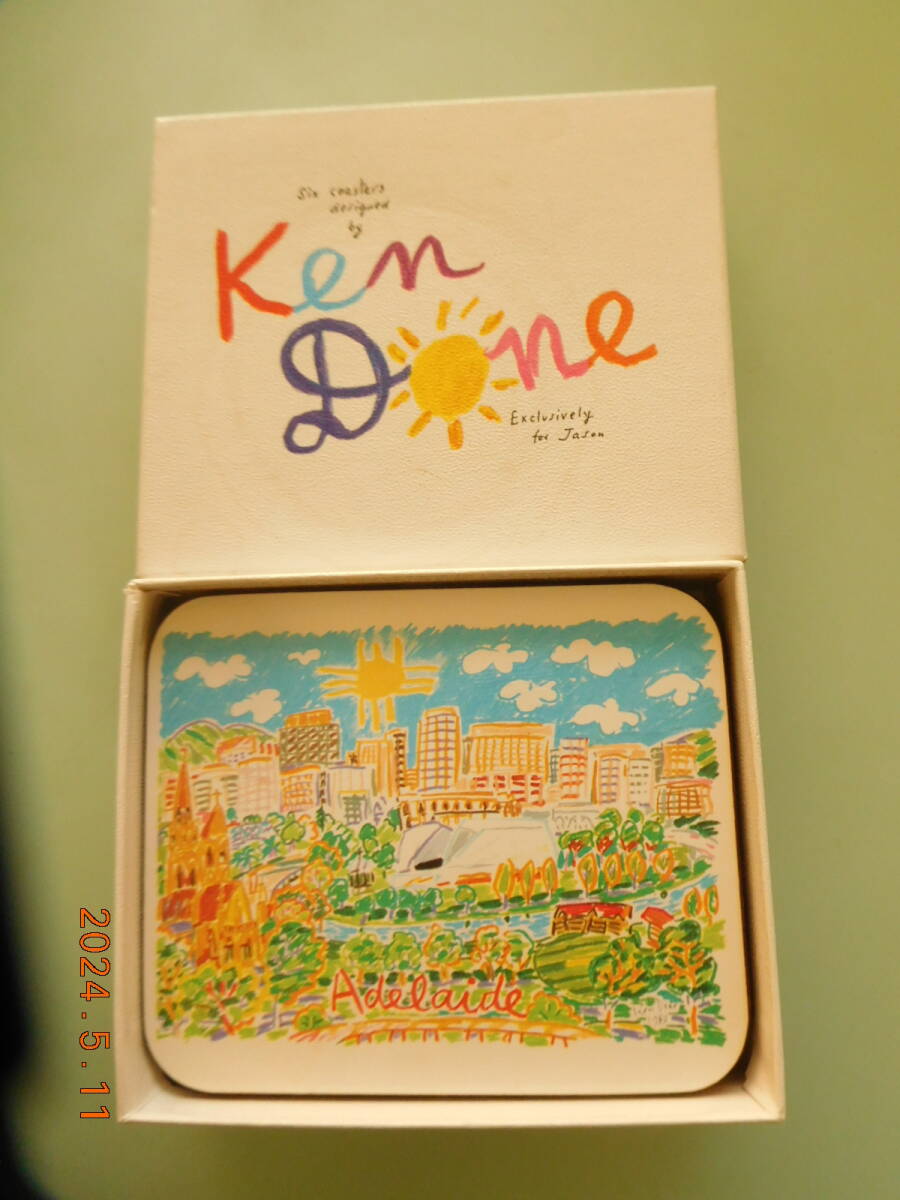 Six coasters
designed
by
Ken
Done
Exclusively
for Jason
Adelaide
2024.5.11